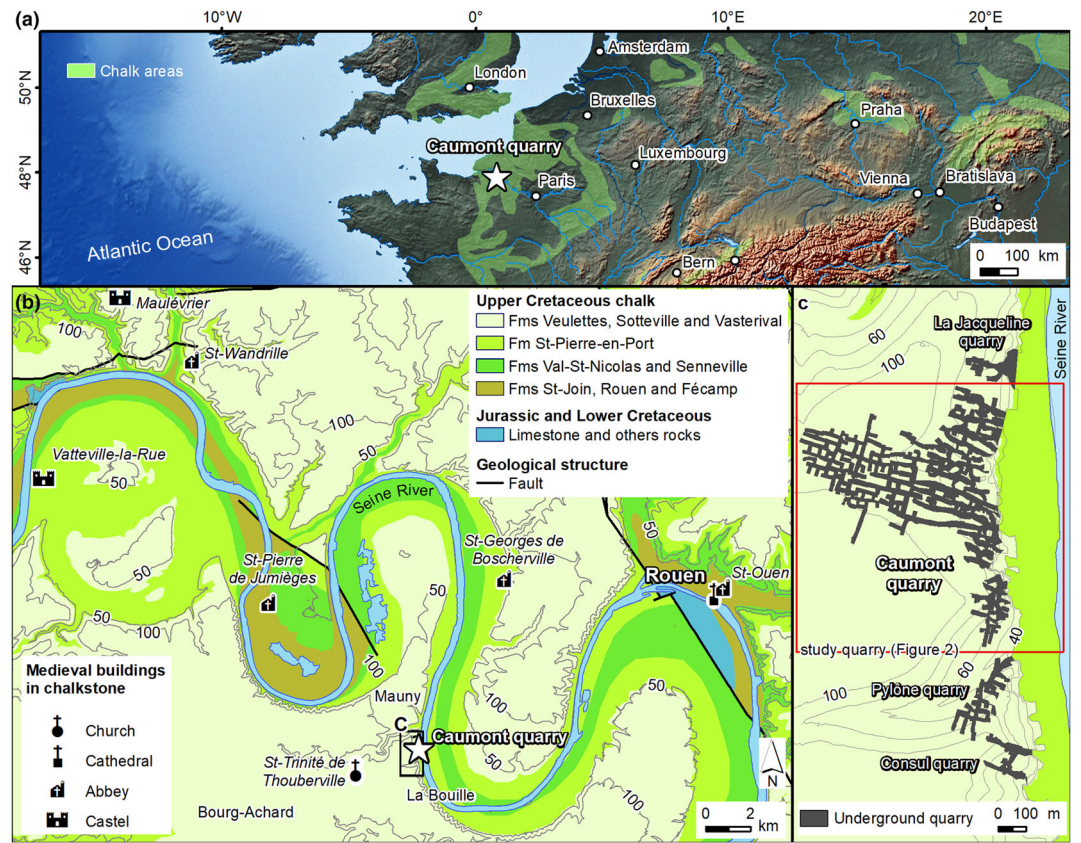 (a)
10°W
0°
10°E
20°E
50°N
48°N
46°N
Chalk areas
Amsterdam
London
Bruxelles
Praha
Caumont quarry
Luxembourg
Paris
Vienna
Bratislava
Budapest
Atlantic Ocean
Bern
0 100 km
(b)
Maulévrier
100
St-Wandrille
50
100
Vatteville-la-Rue
50
50
100
100
St-Pierre
de Jumièges
Seine River
50
St-Georges de
Boscherville
50
Rouen
St-Ouen
50
100
Mauny
C
Caumont quarry
50
St-Trinité de
Thouberville
La Bouille
Bourg-Achard
100
N
0 2
km
Upper Cretaceous chalk
Fms Veulettes, Sotteville and Vasterival
Fm St-Pierre-en-Port
Fms Val-St-Nicolas and Senneville
Fms St-Join, Rouen and Fécamp
Jurassic and Lower Cretaceous
Limestone and others rocks
Geological structure
Fault
Medieval buildings
in chalkstone
Church
Cathedral
Abbey
Castel
c
60
100
La Jacqueline
quarry
Seine River
Caumont
quarry
40
study quarry (Figure 2)
60
100
Pylône quarry
Consul quarry
Underground quarry
0 100 m